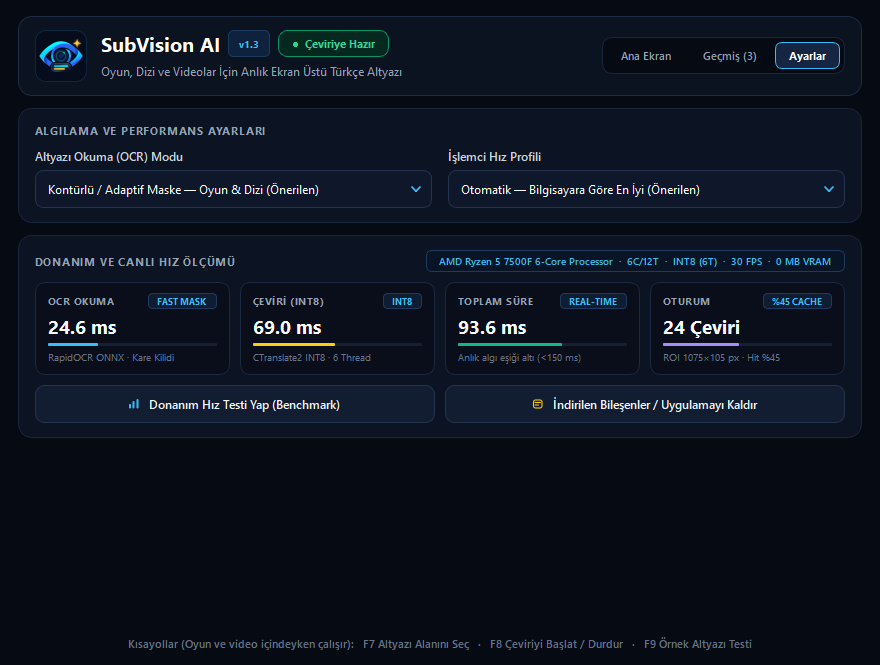 SubVision AI v1.3 ● Çeviriye Hazır
Oyun, Dizi ve Videolar İçin Anlık Ekran Üstü Türkçe Altyazı
Ana Ekran Geçmiş (3) Ayarlar
ALGILAMA VE PERFORMANS AYARLARI
Altyazı Okuma (OCR) Modu
Kontürlü / Adaptif Maske — Oyun & Dizi (Önerilen)
İşlemci Hız Profili
Otomatik — Bilgisayara Göre En İyi (Önerilen)
DONANIM VE CANLI HIZ ÖLÇÜMÜ
AMD Ryzen 5 7500F 6-Core Processor · 6C/12T · INT8 (6T) · 30 FPS · 0 MB VRAM
OCR OKUMA FAST MASK
24.6 ms
RapidOCR ONNX · Kare Kilidi
ÇEVİRİ (INT8) INT8
69.0 ms
CTranslate2 INT8 · 6 Thread
TOPLAM SÜRE REAL-TIME
93.6 ms
Anlık algı eşiği altı (<150 ms)
OTURUM %45 CACHE
24 Çeviri
ROI 1075×105 px · Hit %45
Donanım Hız Testi Yap (Benchmark)
İndirilen Bileşenler / Uygulamayı Kaldır
Kısayollar (Oyun ve video içindeyken çalışır): F7 Altyazı Alanını Seç · F8 Çeviriyi Başlat / Durdur · F9 Örnek Altyazı Testi